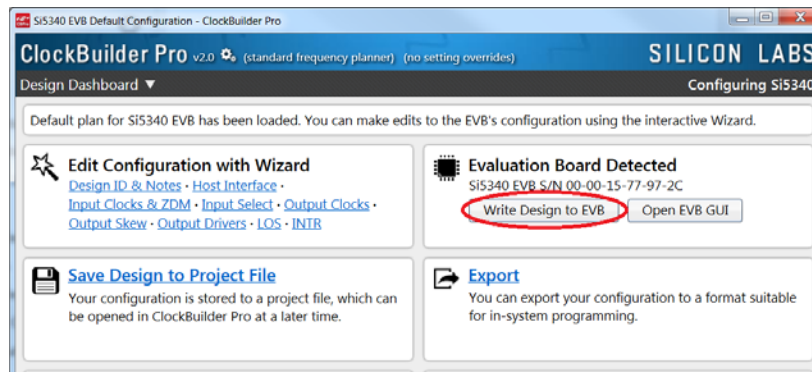 Si5340 EVB Default Configuration - ClockBuilder Pro
ClockBuilder Pro v2.0 (standard frequency planner) (no setting overrides)
SILICON LABS
Design Dashboard ▼
Configuring Si5340
Default plan for Si5340 EVB has been loaded. You can make edits to the EVB's configuration using the interactive Wizard.
Edit Configuration with Wizard
Design ID & Notes · Host Interface ·
Input Clocks & ZDM · Input Select · Output Clocks ·
Output Skew · Output Drivers · LOS · INTR
Evaluation Board Detected
Si5340 EVB S/N 00-00-15-77-97-2C
Write Design to EVB
Open EVB GUI
Save Design to Project File
Your configuration is stored to a project file, which can
be opened in ClockBuilder Pro at a later time.
Export
You can export your configuration to a format suitable
for in-system programming.